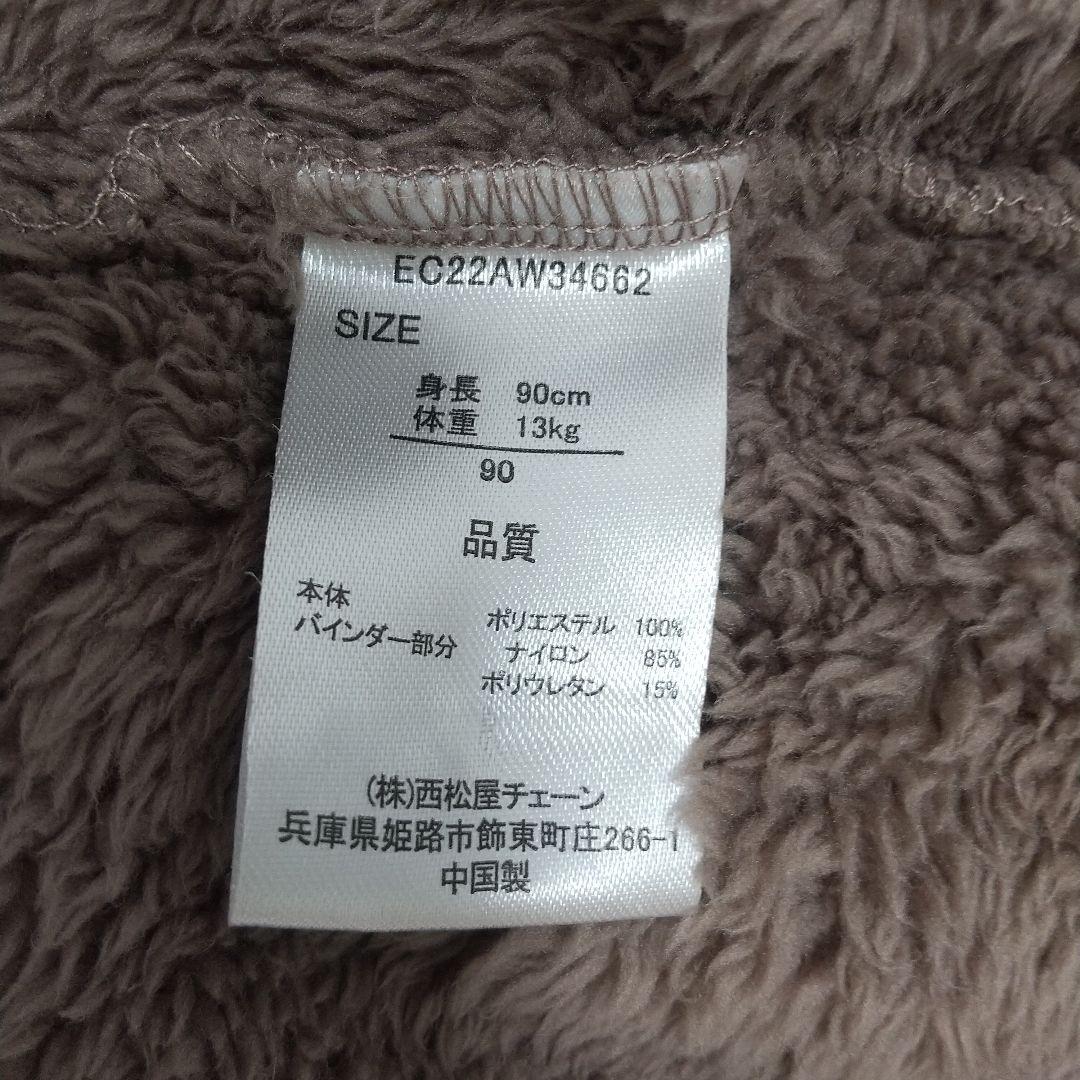 EC22AW34662
SIZE
身長 90cm
体重 13kg
90
品質
本体 ポリエステル 100%
バインダー部分 ナイロン 85%
ポリウレタン 15%
(株)西松屋チェーン
兵庫県姫路市飾東町庄266-1
中国製